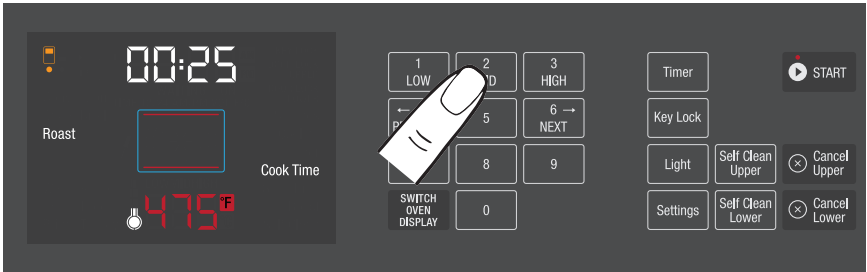 00:25
Roast
Cook Time
475°F
1
LOW
2
3
HIGH
←
5
6 →
NEXT
8
9
SWITCH
OVEN
DISPLAY
0
Timer
START
Key Lock
Light
Self Clean
Upper
Cancel
Upper
Settings
Self Clean
Lower
Cancel
Lower